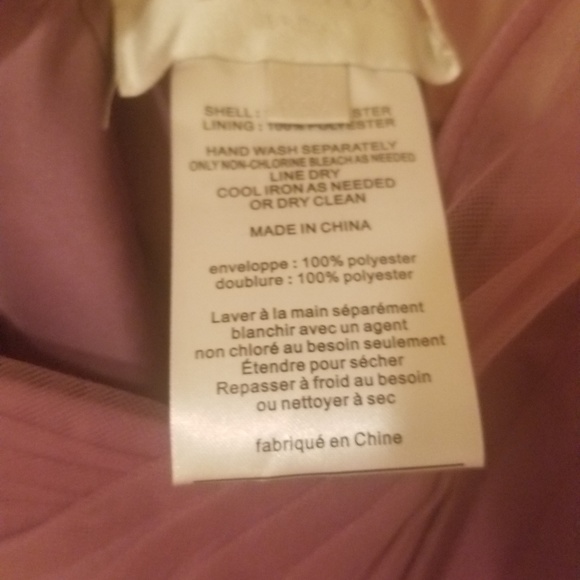 SHELL: STER
LINING: 100% POLYESTER
HAND WASH SEPARATELY
ONLY NON-CHLORINE BLEACH AS NEEDED
LINE DRY
COOL IRON AS NEEDED
OR DRY CLEAN
MADE IN CHINA
enveloppe : 100% polyester
doublure : 100% polyester
Laver à la main séparément
blanchir avec un agent
non chloré au besoin seulement
Étendre pour sécher
Repasser à froid au besoin
ou nettoyer à sec
fabriqué en Chine